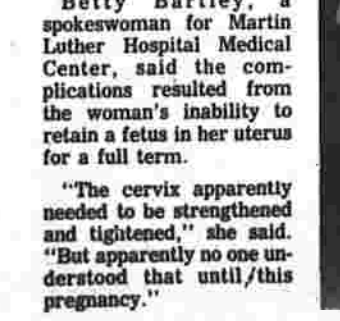 Betty Bartley, a
spokeswoman for Martin
Luther Hospital Medical
Center, said the com-
plications resulted from
the woman's inability to
retain a fetus in her uterus
for a full term.
"The cervix apparently
needed to be strengthened
and tightened," she said.
"But apparently no one un-
derstood that until/this
pregnancy."